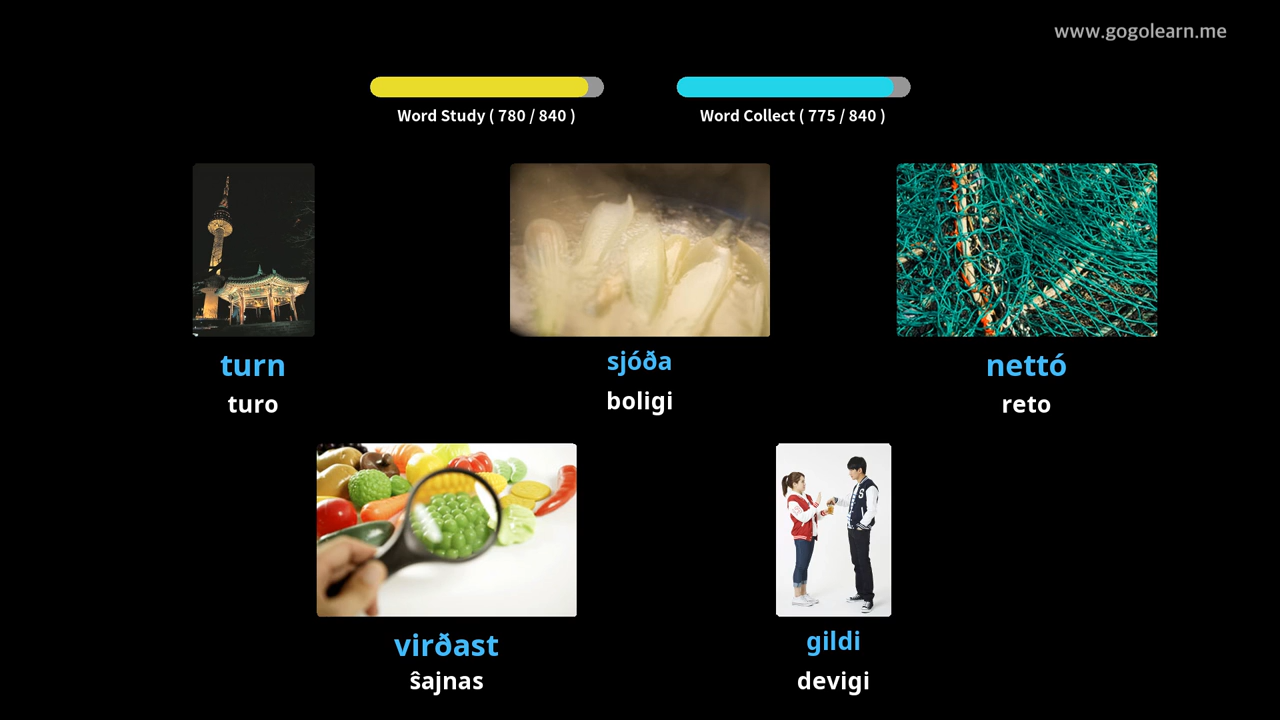 www.gogolearn.me
Word Study ( 780 / 840 )
Word Collect ( 775 / 840 )
turn
turo
sjóða
boligi
nettó
reto
virðast
ŝajnas
gildi
devigi